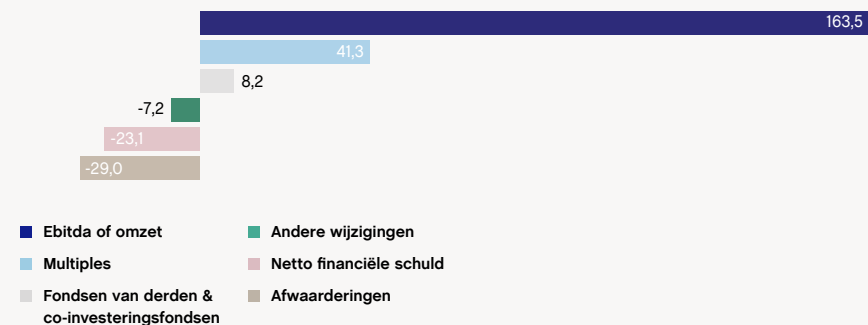 163,5
41,3
8,2
-7,2
-23,1
-29,0
Ebitda of omzet
Multiples
Fondsen van derden &
co-investeringsfondsen
Andere wijzigingen
Netto financiële schuld
Afwaarderingen